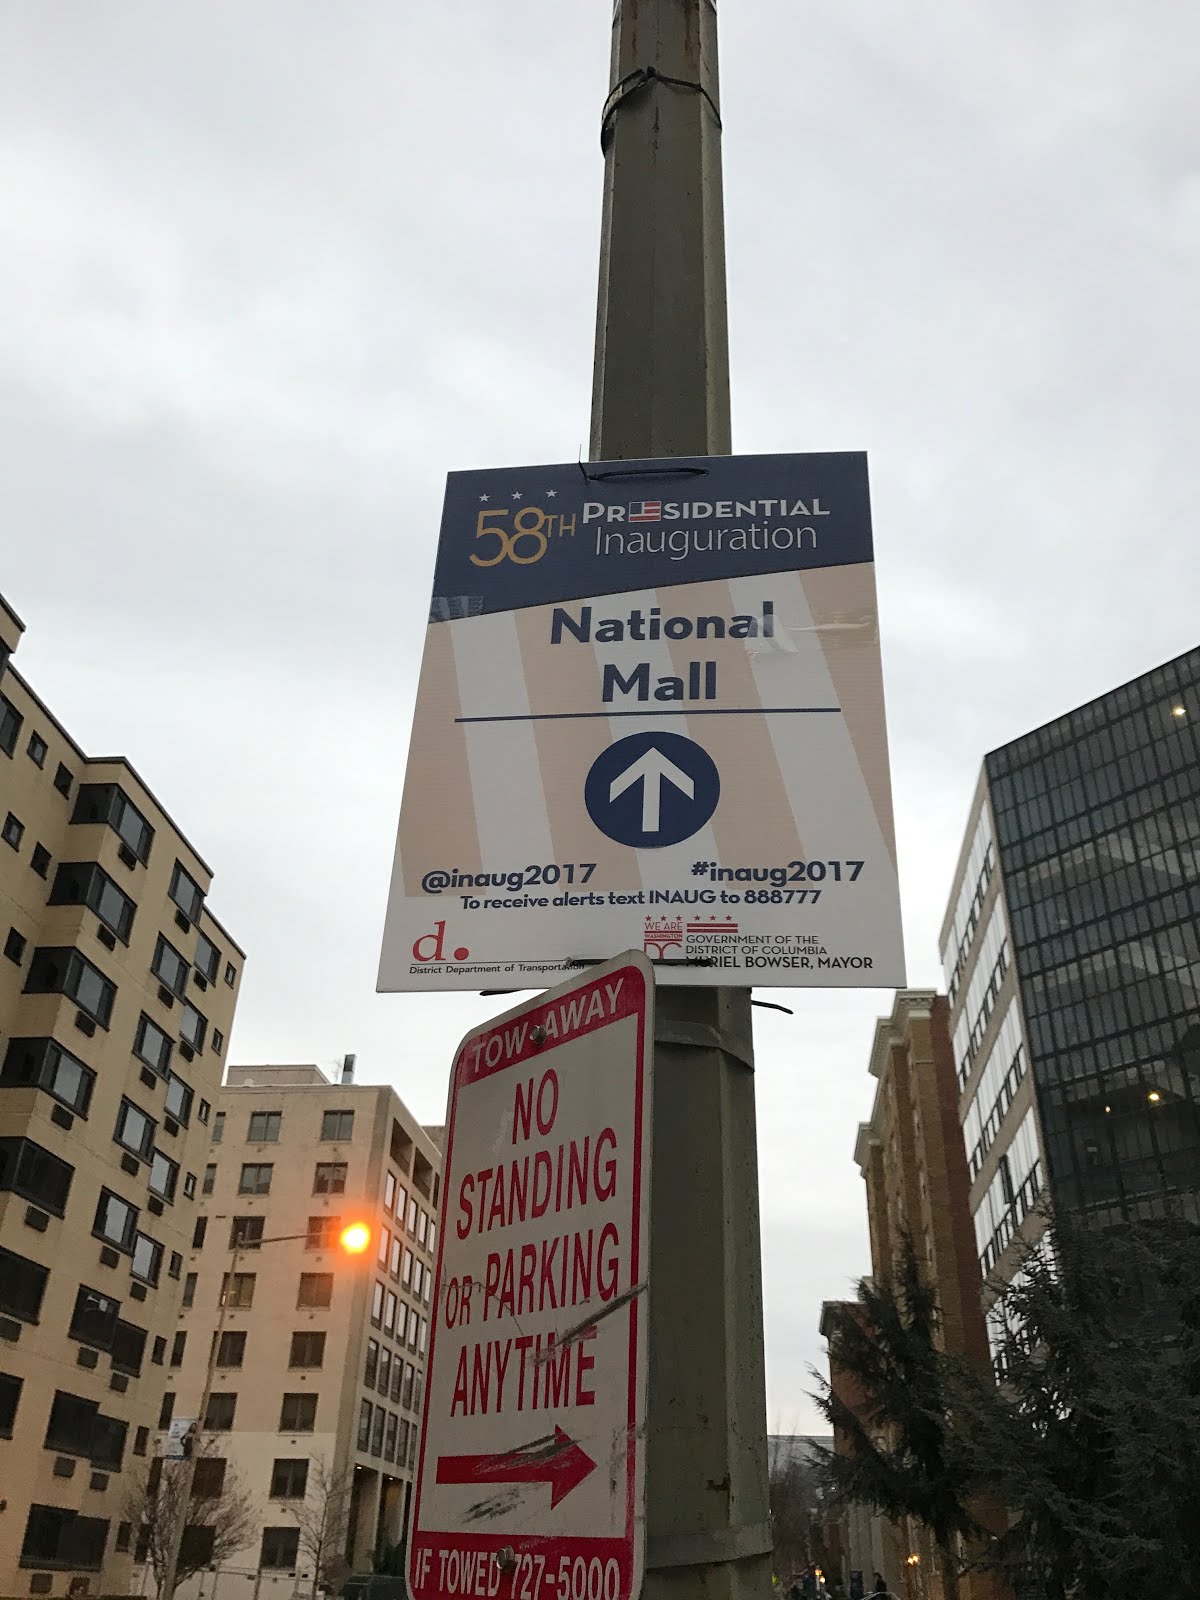 58TH PRESIDENTIAL
Inauguration
National
Mall
@inaug2017 #inaug2017
To receive alerts text INAUG to 888777
d.
District Department of Transportation
WE ARE
WASHINGTON
DC
GOVERNMENT OF THE
DISTRICT OF COLUMBIA
MURIEL BOWSER, MAYOR
TOW-AWAY
NO
STANDING
OR PARKING
ANYTIME
IF TOWED 727-5000